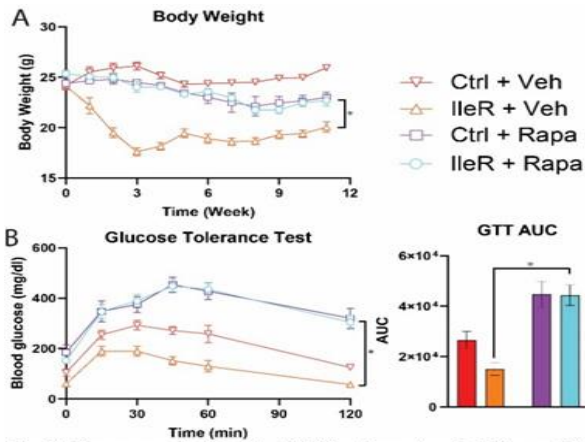 A
Body Weight
Body Weight (g)
30
25
20
15
0
3
6
9
12
Time (Week)
*
Ctrl + Veh
IleR + Veh
Ctrl + Rapa
IleR + Rapa
B
Glucose Tolerance Test
Blood glucose (mg/dl)
600
400
200
0
0
30
60
90
120
Time (min)
*
GTT AUC
AUC
6×10⁴
4×10⁴
2×10⁴
0
*